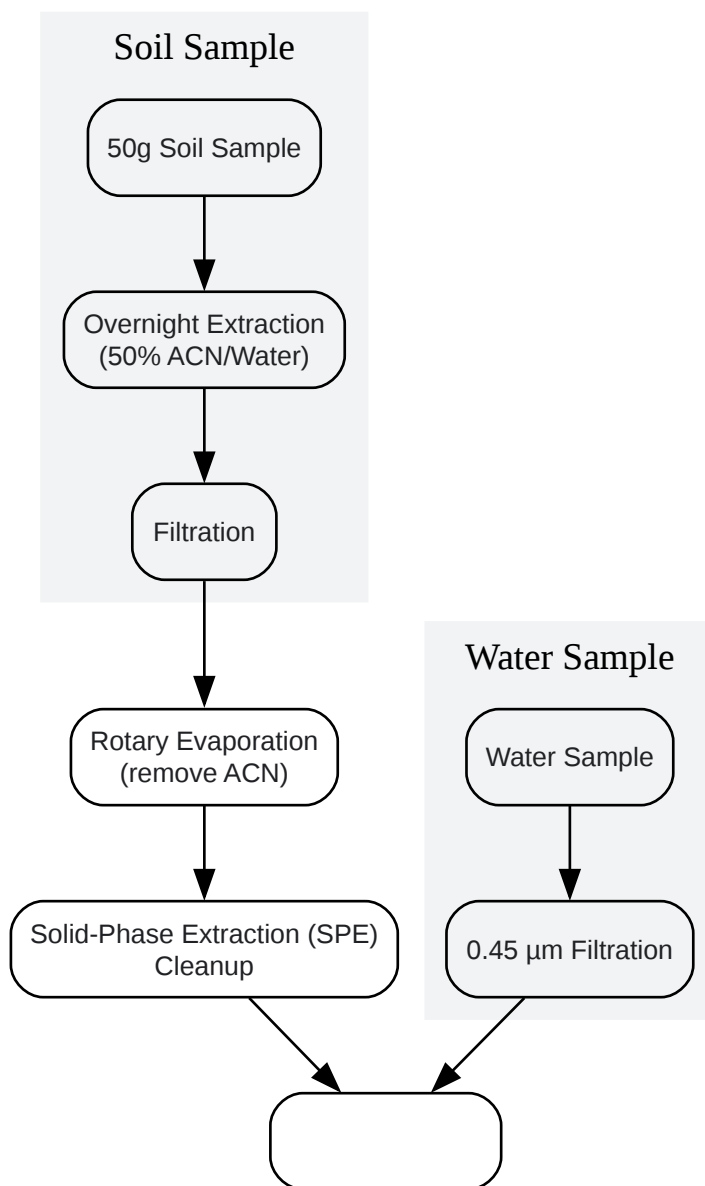 Soil Sample
50g Soil Sample
Overnight Extraction
(50% ACN/Water)
Filtration
Rotary Evaporation
(remove ACN)
Solid-Phase Extraction (SPE)
Cleanup
Water Sample
Water Sample
0.45 µm Filtration